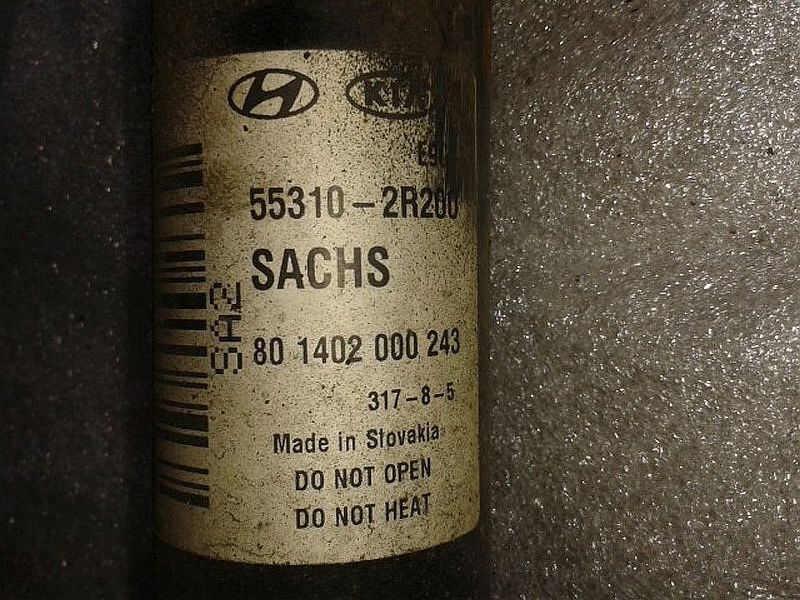 KIA
55310-2R200
SACHS
SA2
80 1402 000 243
317-8-5
Made in Slovakia
DO NOT OPEN
DO NOT HEAT